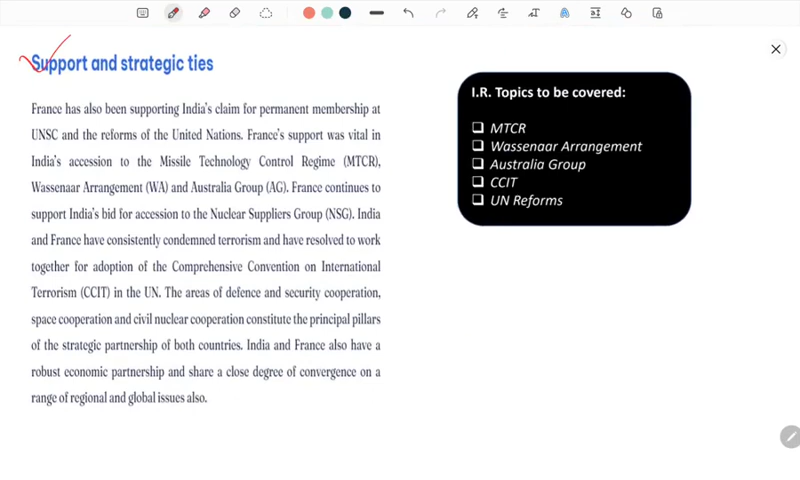 Support and strategic ties
France has also been supporting India's claim for permanent membership at
UNSC and the reforms of the United Nations. France's support was vital in
India's accession to the Missile Technology Control Regime (MTCR),
Wassenaar Arrangement (WA) and Australia Group (AG). France continues to
support India's bid for accession to the Nuclear Suppliers Group (NSG). India
and France have consistently condemned terrorism and have resolved to work
together for adoption of the Comprehensive Convention on International
Terrorism (CCIT) in the UN. The areas of defence and security cooperation,
space cooperation and civil nuclear cooperation constitute the principal pillars
of the strategic partnership of both countries. India and France also have a
robust economic partnership and share a close degree of convergence on a
range of regional and global issues also.
I.R. Topics to be covered:
MTCR
Wassenaar Arrangement
Australia Group
CCIT
UN Reforms